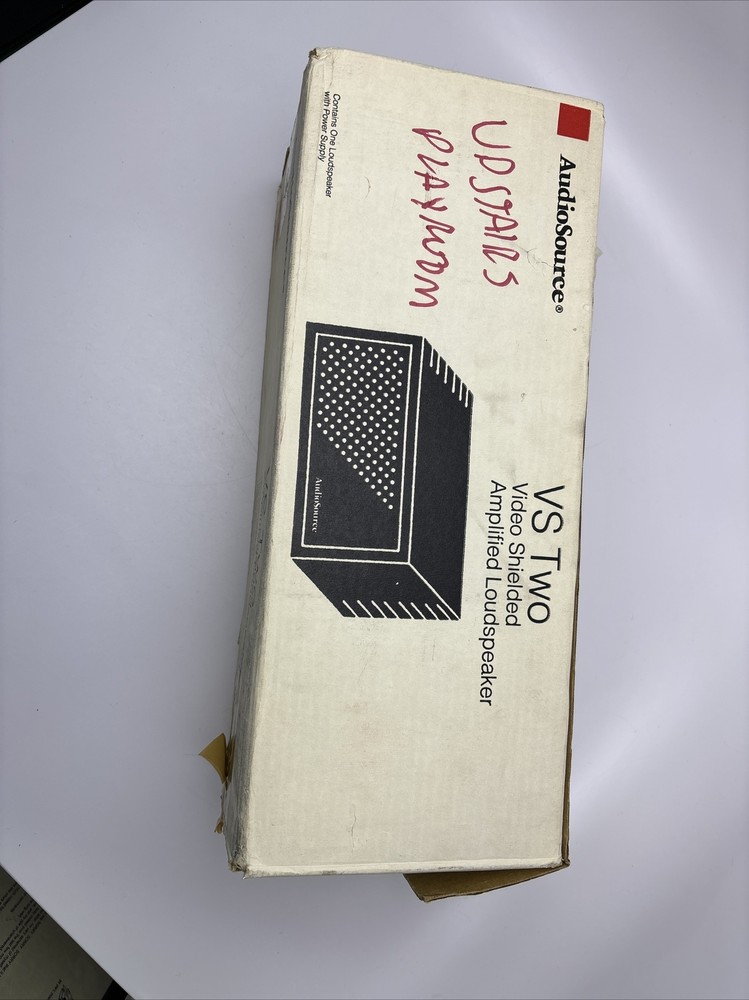 AudioSource®
UPSTAIRS
PLAYROOM
Contains One Loudspeaker
with Power Supply
VS Two
Video Shielded
Amplified Loudspeaker
AudioSource